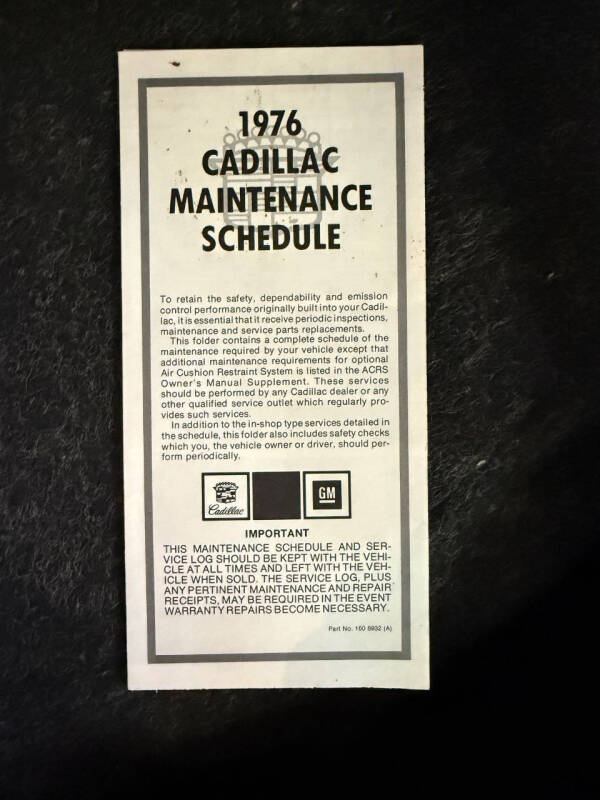 1976
CADILLAC
MAINTENANCE
SCHEDULE
To retain the safety, dependability and emission
control performance originally built into your Cadil-
lac, it is essential that it receive periodic inspections,
maintenance and service parts replacements.
This folder contains a complete schedule of the
maintenance required by your vehicle except that
additional maintenance requirements for optional
Air Cushion Restraint System is listed in the ACRS
Owner's Manual Supplement. These services
should be performed by any Cadillac dealer or any
other qualified service outlet which regularly pro-
vides such services.
In addition to the in-shop type services detailed in
the schedule, this folder also includes safety checks
which you, the vehicle owner or driver, should per-
form periodically.
Cadillac
GM
IMPORTANT
THIS MAINTENANCE SCHEDULE AND SER-
VICE LOG SHOULD BE KEPT WITH THE VEHI-
CLE AT ALL TIMES AND LEFT WITH THE VEH-
ICLE WHEN SOLD. THE SERVICE LOG, PLUS
ANY PERTINENT MAINTENANCE AND REPAIR
RECEIPTS, MAY BE REQUIRED IN THE EVENT
WARRANTY REPAIRS BECOME NECESSARY.
Part No. 160 8932 (A)